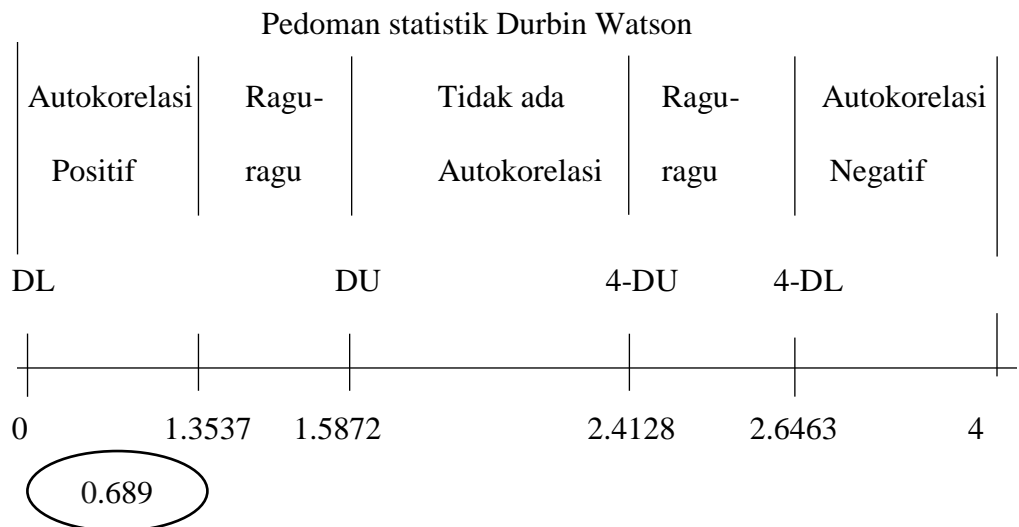 Pedoman statistik Durbin Watson
Autokorelasi Ragu- Tidak ada Ragu- Autokorelasi
Positif ragu Autokorelasi ragu Negatif
DL DU 4-DU 4-DL
0 1.3537 1.5872 2.4128 2.6463 4
0.689